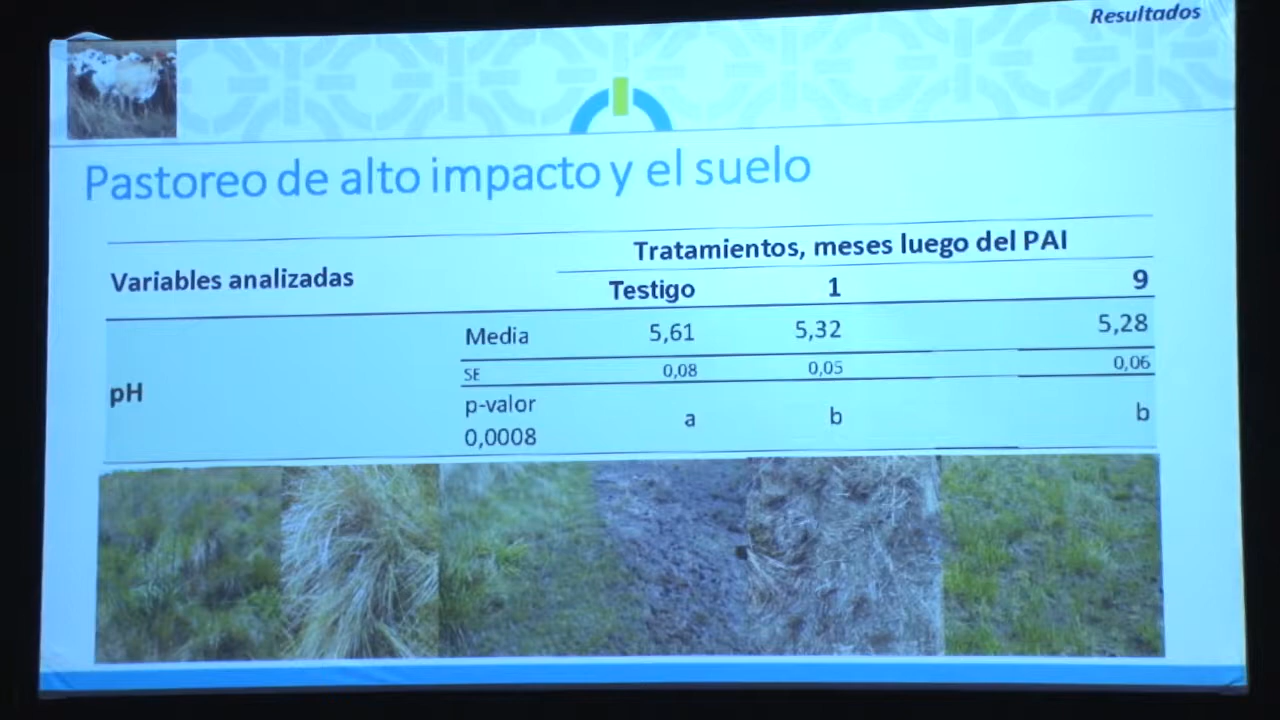 Resultados
Pastoreo de alto impacto y el suelo
Tratamientos, meses luego del PAI
Variables analizadas
Testigo 1 9
Media 5,61 5,32 5,28
SE 0,08 0,05 0,06
pH
p-valor
0,0008 a b b